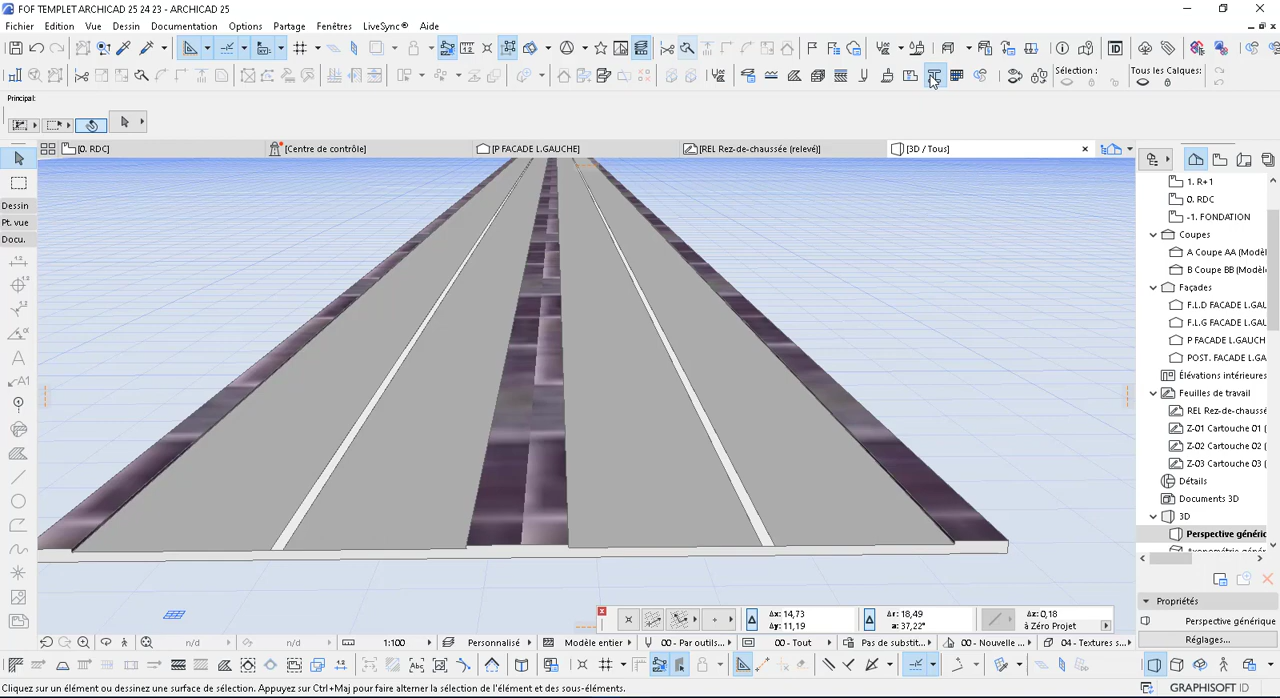 FOF TEMPLET ARCHICAD 25 24 23 - ARCHICAD 25
Fichier Edition Vue Dessin Documentation Options Partage Fenêtres LiveSync® Aide
Sélection : Tous les Calques:
Principal:
[0. RDC] [Centre de contrôle] [P FACADE L.GAUCHE] [REL Rez-de-chaussée (relevé)] [3D / Tous]
Dessin
Pt. vue
Docu.
1. R+1
0. RDC
-1. FONDATION
Coupes
A Coupe AA (Modèl
B Coupe BB (Modèl
Façades
F.L.D FACADE L.GAU
F.L.G FACADE L.GAU
P FACADE L.GAUCH
POST. FACADE L.GA
Élévations intérieures
Feuilles de travail
REL Rez-de-chaussé
Z-01 Cartouche 01 (
Z-02 Cartouche 02 (
Z-03 Cartouche 03 (
Détails
Documents 3D
3D
Perspective génériq
Axonométrie génér
Propriétés
Perspective générique
Réglages...
Δx: 14,73 Δr: 18,49 Δz: 0,18
Δy: 11,19 a: 37,22° à Zéro Projet
n/d n/d 1:100 Personnalisé Modèle entier 00 - Par outils... 00 - Tout Pas de substit... 00 - Nouvelle ... 04 - Textures ...
Cliquez sur un élément ou dessinez une surface de sélection. Appuyez sur Ctrl+Maj pour faire alterner la sélection de l'élément et des sous-éléments.
GRAPHISOFT ID